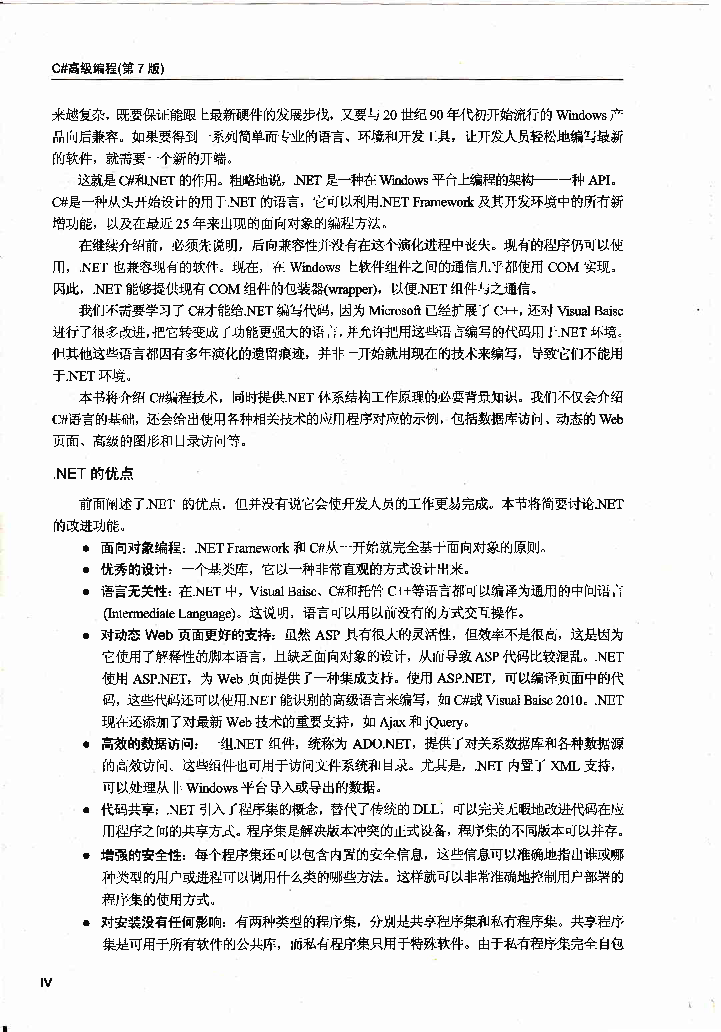 C#高级编程(第 7 版)
来越复杂，既要保证能跟上最新硬件的发展步伐，又要与 20 世纪 90 年代初开始流行的 Windows 产
品向后兼容。如果要得到一系列简单而专业的语言、环境和开发工具，让开发人员轻松地编写最新
的软件，就需要一个新的开端。
这就是 C#和.NET 的作用。粗略地说，.NET 是一种在 Windows 平台上编程的架构——一种 API。
C#是一种从头开始设计的用于.NET 的语言，它可以利用.NET Framework 及其开发环境中的所有新
增功能，以及在最近 25 年来出现的面向对象的编程方法。
在继续介绍前，必须先说明，后向兼容性并没有在这个演化进程中丧失。现有的程序仍可以使
用，.NET 也兼容现有的软件。现在，在 Windows 上软件组件之间的通信几乎都使用 COM 实现。
因此，.NET 能够提供现有 COM 组件的包装器(wrapper)，以便.NET 组件与之通信。
我们不需要学习了 C#才能给.NET 编写代码，因为 Microsoft 已经扩展了 C++，还对 Visual Baisc
进行了很多改进，把它转变成了功能更强大的语言，并允许把用这些语言编写的代码用于.NET 环境。
但其他这些语言都因有多年演化的遗留痕迹，并非一开始就用现在的技术来编写，导致它们不能用
于.NET 环境。
本书将介绍 C#编程技术，同时提供.NET 体系结构工作原理的必要背景知识。我们不仅会介绍
C#语言的基础，还会给出使用各种相关技术的应用程序对应的示例，包括数据库访问、动态的 Web
页面、高级的图形和目录访问等。
.NET 的优点
前面阐述了.NET 的优点，但并没有说它会使开发人员的工作更易完成。本节将简要讨论.NET
的改进功能。
● 面向对象编程：.NET Framework 和 C#从一开始就完全基于面向对象的原则。
● 优秀的设计：一个基类库，它以一种非常直观的方式设计出来。
● 语言无关性：在.NET 中，Visual Baisc、C#和托管 C++等语言都可以编译为通用的中间语言
(Intermediate Language)。这说明，语言可以用以前没有的方式交互操作。
● 对动态 Web 页面更好的支持：虽然 ASP 具有很大的灵活性，但效率不是很高，这是因为
它使用了解释性的脚本语言，且缺乏面向对象的设计，从而导致 ASP 代码比较混乱。.NET
使用 ASP.NET，为 Web 页面提供了一种集成支持。使用 ASP.NET，可以编译页面中的代
码，这些代码还可以使用.NET 能识别的高级语言来编写，如 C#或 Visual Baisc 2010。.NET
现在还添加了对最新 Web 技术的重要支持，如 Ajax 和 jQuery。
● 高效的数据访问：一组.NET 组件，统称为 ADO.NET，提供了对关系数据库和各种数据源
的高效访问。这些组件也可用于访问文件系统和目录。尤其是，.NET 内置了 XML 支持，
可以处理从非 Windows 平台导入或导出的数据。
● 代码共享：.NET 引入了程序集的概念，替代了传统的 DLL，可以完美无暇地改进代码在应
用程序之间的共享方式。程序集是解决版本冲突的正式设备，程序集的不同版本可以并存。
● 增强的安全性：每个程序集还可以包含内置的安全信息，这些信息可以准确地指出谁或哪
种类型的用户或进程可以调用什么类的哪些方法。这样就可以非常准确地控制用户部署的
程序集的使用方式。
● 对安装没有任何影响：有两种类型的程序集，分别是共享程序集和私有程序集。共享程序
集是可用于所有软件的公共库，而私有程序集只用于特殊软件。由于私有程序集完全自包
IV